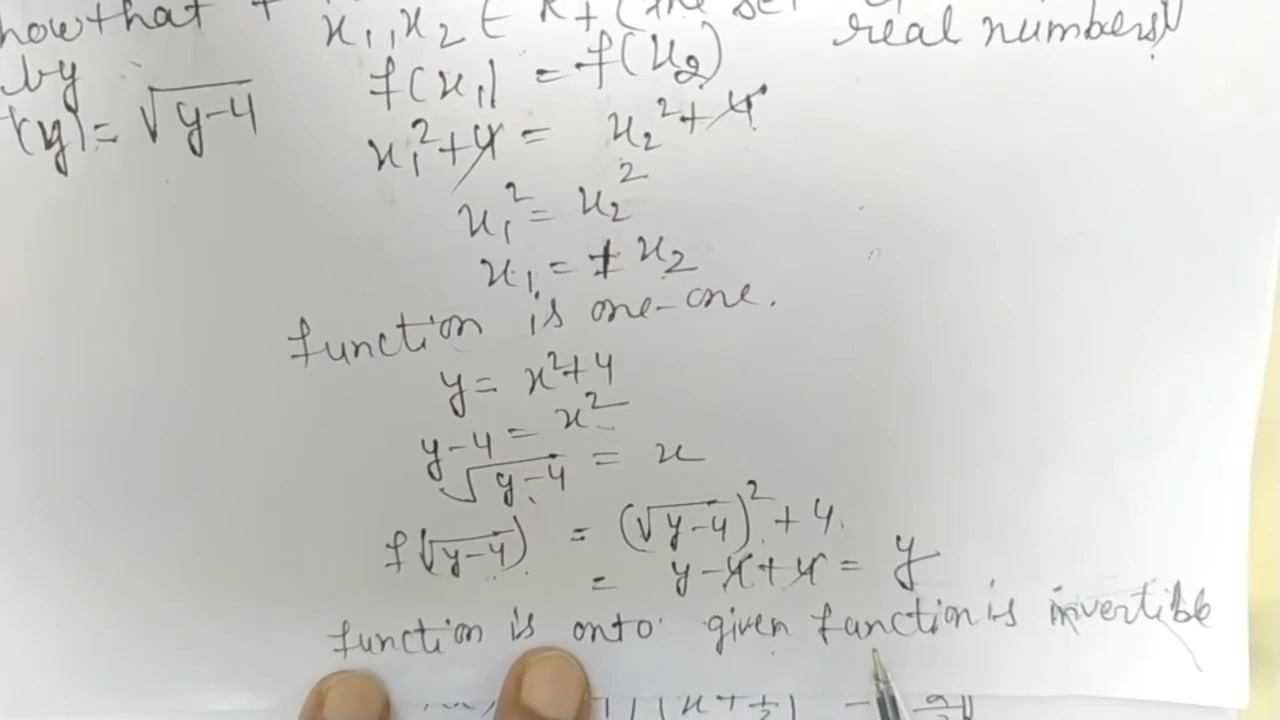 how that f x₁, x₂ ∈ R₊ (the set
real numbers)
by f(x₁) = f(x₂)
(y) = √y-4
x₁²+4 = x₂²+4
x₁² = x₂²
x₁ = ± x₂
function is one-one.
y = x²+4
y-4 = x²
√y-4 = x
f(√y-4) = (√y-4)² + 4
= y-4+4 = y
function is onto given function is invertible